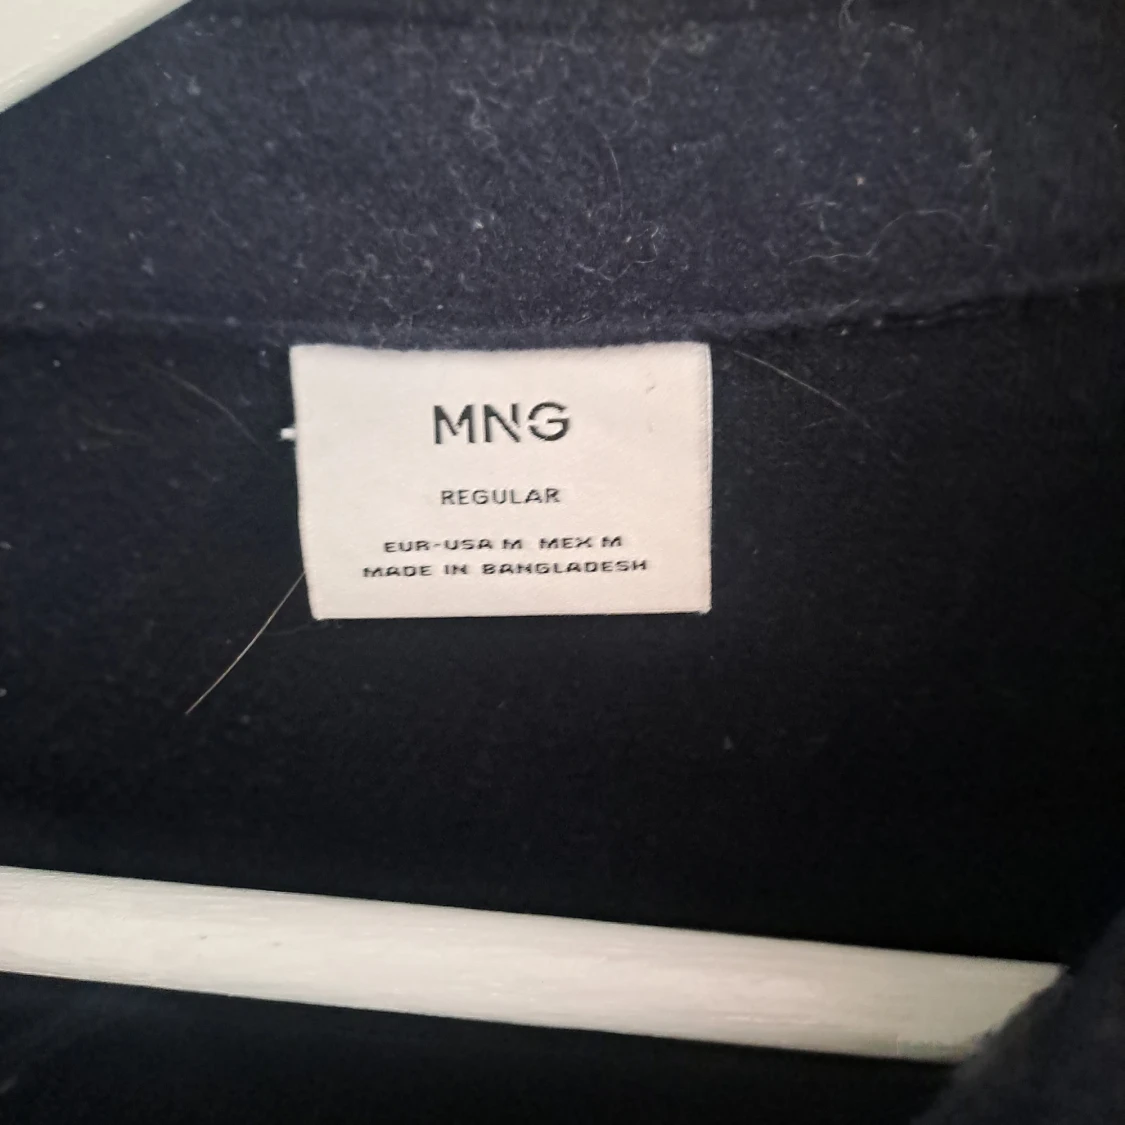 MNG
REGULAR
EUR-USA M MEX M
MADE IN BANGLADESH